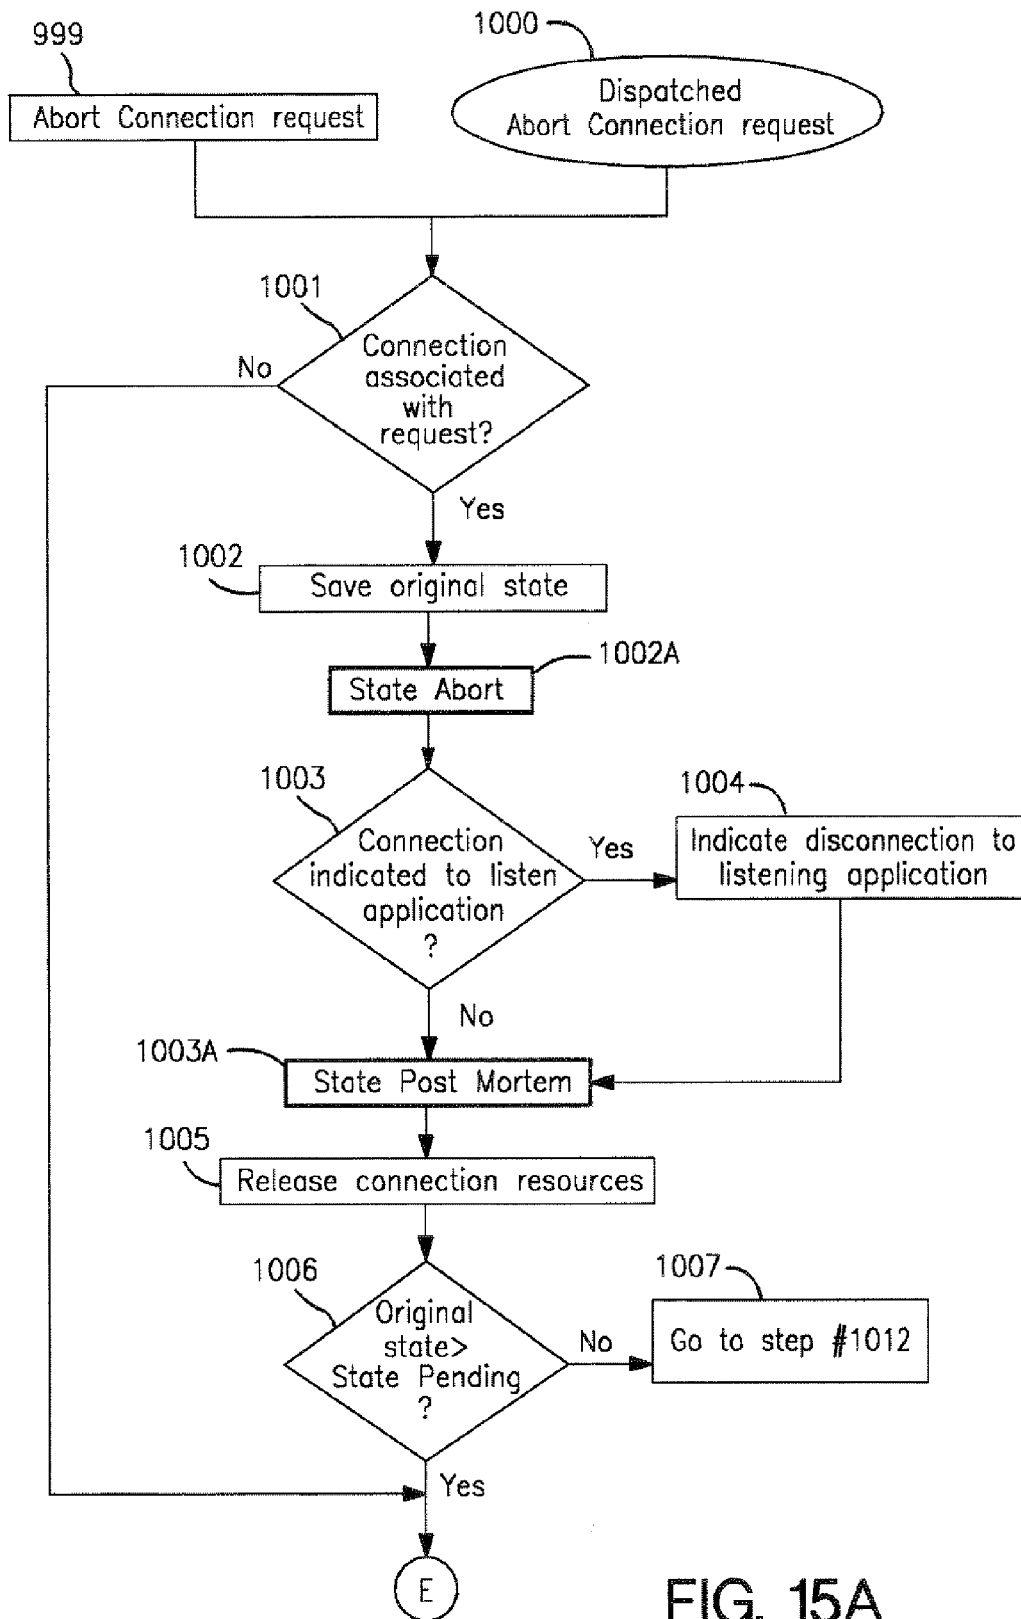 999
Abort Connection request
1000
Dispatched
Abort Connection request
1001
Connection
associated
with
request?
No
Yes
1002
Save original state
1002A
State Abort
1003
Connection
indicated to listen
application
?
Yes
1004
Indicate disconnection to
listening application
No
1003A
State Post Mortem
1005
Release connection resources
1006
Original
state>
State Pending
?
No
1007
Go to step #1012
Yes
E
FIG. 15A